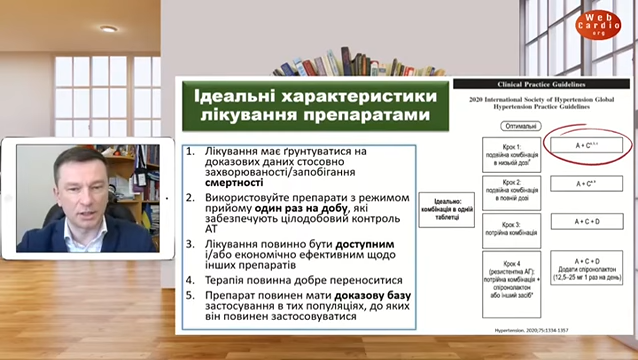 Web
Cardio
org
Ідеальні характеристики
лікування препаратами
1. Лікування має ґрунтуватися на
доказових даних стосовно
захворюваності/запобігання
смертності
2. Використовуйте препарати з режимом
прийому один раз на добу, які
забезпечують цілодобовий контроль
АТ
3. Лікування повинно бути доступним
і/або економічно ефективним щодо
інших препаратів
4. Терапія повинна добре переноситися
5. Препарат повинен мати доказову базу
застосування в тих популяціях, до яких
він повинен застосовуватися
Clinical Practice Guidelines
2020 International Society of Hypertension Global
Hypertension Practice Guidelines
Оптимальні
Крок 1:
подвійна комбінація
в низькій дозі
A + C
Крок 2:
подвійна комбінація
в повній дозі
A + C
Ідеально:
комбінація в одній
таблетці
Крок 3:
потрійна комбінація
A + C + D
Крок 4
(резистентна АГ):
потрійна комбінація +
спіронолактон
або інший засіб
A + C + D
Додати спіронолактон
(12,5–25 мг 1 раз на день)
Hypertension, 2020;75:1334-1357